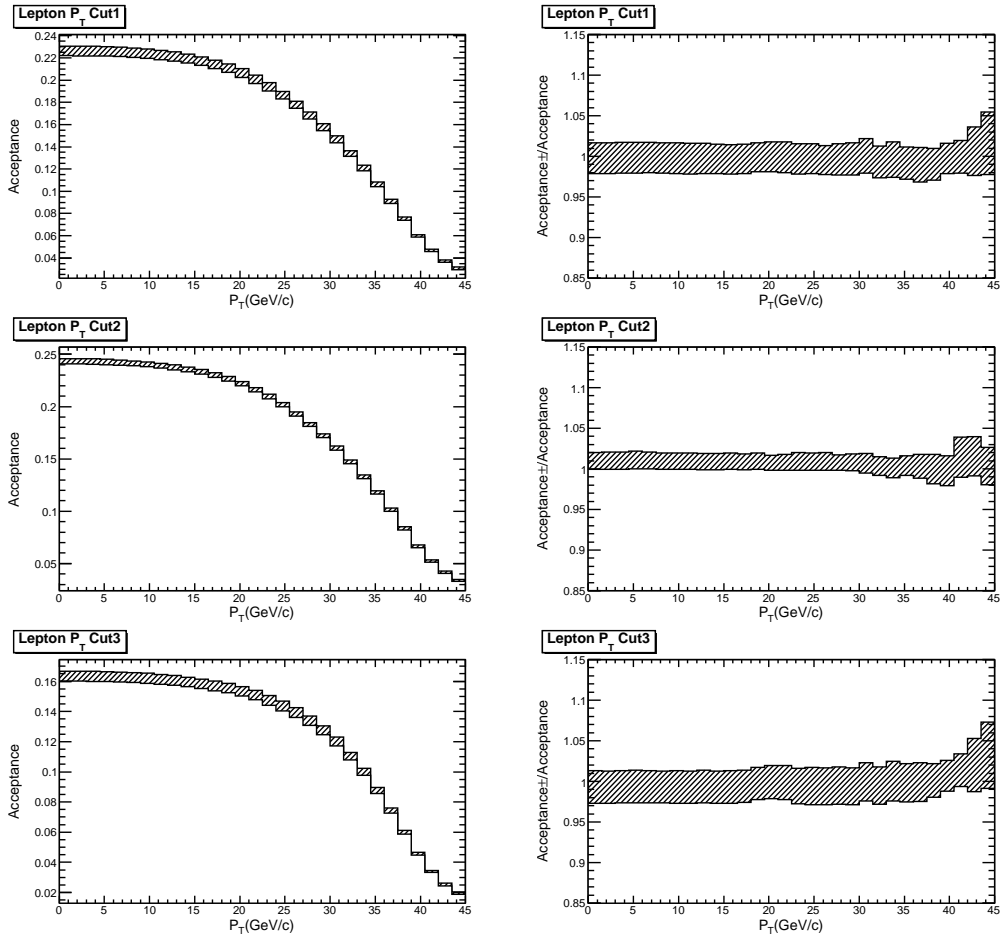 Lepton P_T Cut1
Acceptance
0.24
0.22
0.2
0.18
0.16
0.14
0.12
0.1
0.08
0.06
0.04
0 5 10 15 20 25 30 35 40 45
P_T(GeV/c)
Lepton P_T Cut1
Acceptance±/Acceptance
1.15
1.1
1.05
1
0.95
0.9
0.85
0 5 10 15 20 25 30 35 40 45
P_T(GeV/c)
Lepton P_T Cut2
Acceptance
0.25
0.2
0.15
0.1
0.05
0 5 10 15 20 25 30 35 40 45
P_T(GeV/c)
Lepton P_T Cut2
Acceptance±/Acceptance
1.15
1.1
1.05
1
0.95
0.9
0.85
0 5 10 15 20 25 30 35 40 45
P_T(GeV/c)
Lepton P_T Cut3
Acceptance
0.16
0.14
0.12
0.1
0.08
0.06
0.04
0.02
0 5 10 15 20 25 30 35 40 45
P_T(GeV/c)
Lepton P_T Cut3
Acceptance±/Acceptance
1.15
1.1
1.05
1
0.95
0.9
0.85
0 5 10 15 20 25 30 35 40 45
P_T(GeV/c)